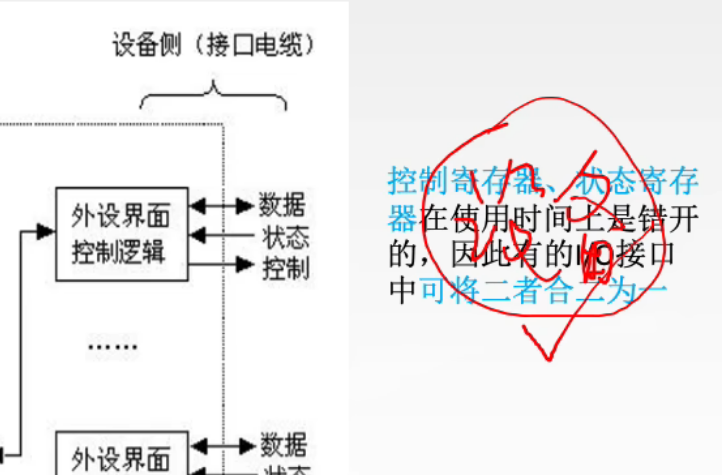 设备侧（接口电缆）
外设界面
控制逻辑
数据
状态
控制
……
外设界面
数据
状态
控制寄存器、状态寄存
器在使用时间上是错开
的，因此有的I/O接口
中可将二者合二为一
设备